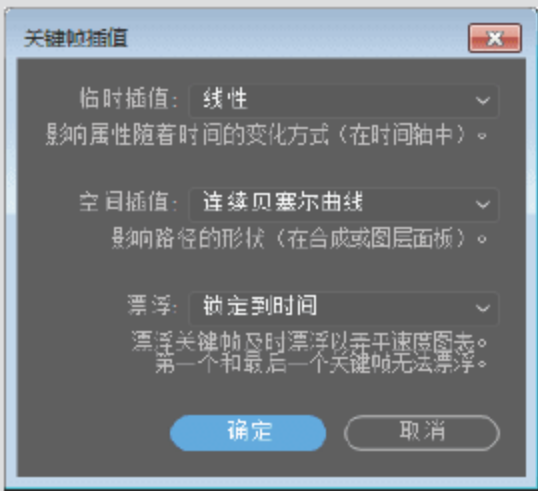 关键帧插值
临时插值: 线性
影响属性随着时间的变化方式（在时间轴中）。
空间插值: 连续贝塞尔曲线
影响路径的形状（在合成或图层面板）。
漂浮: 锁定到时间
漂浮关键帧及时漂浮以弄平速度图表。
第一个和最后一个关键帧无法漂浮。
确定 取消